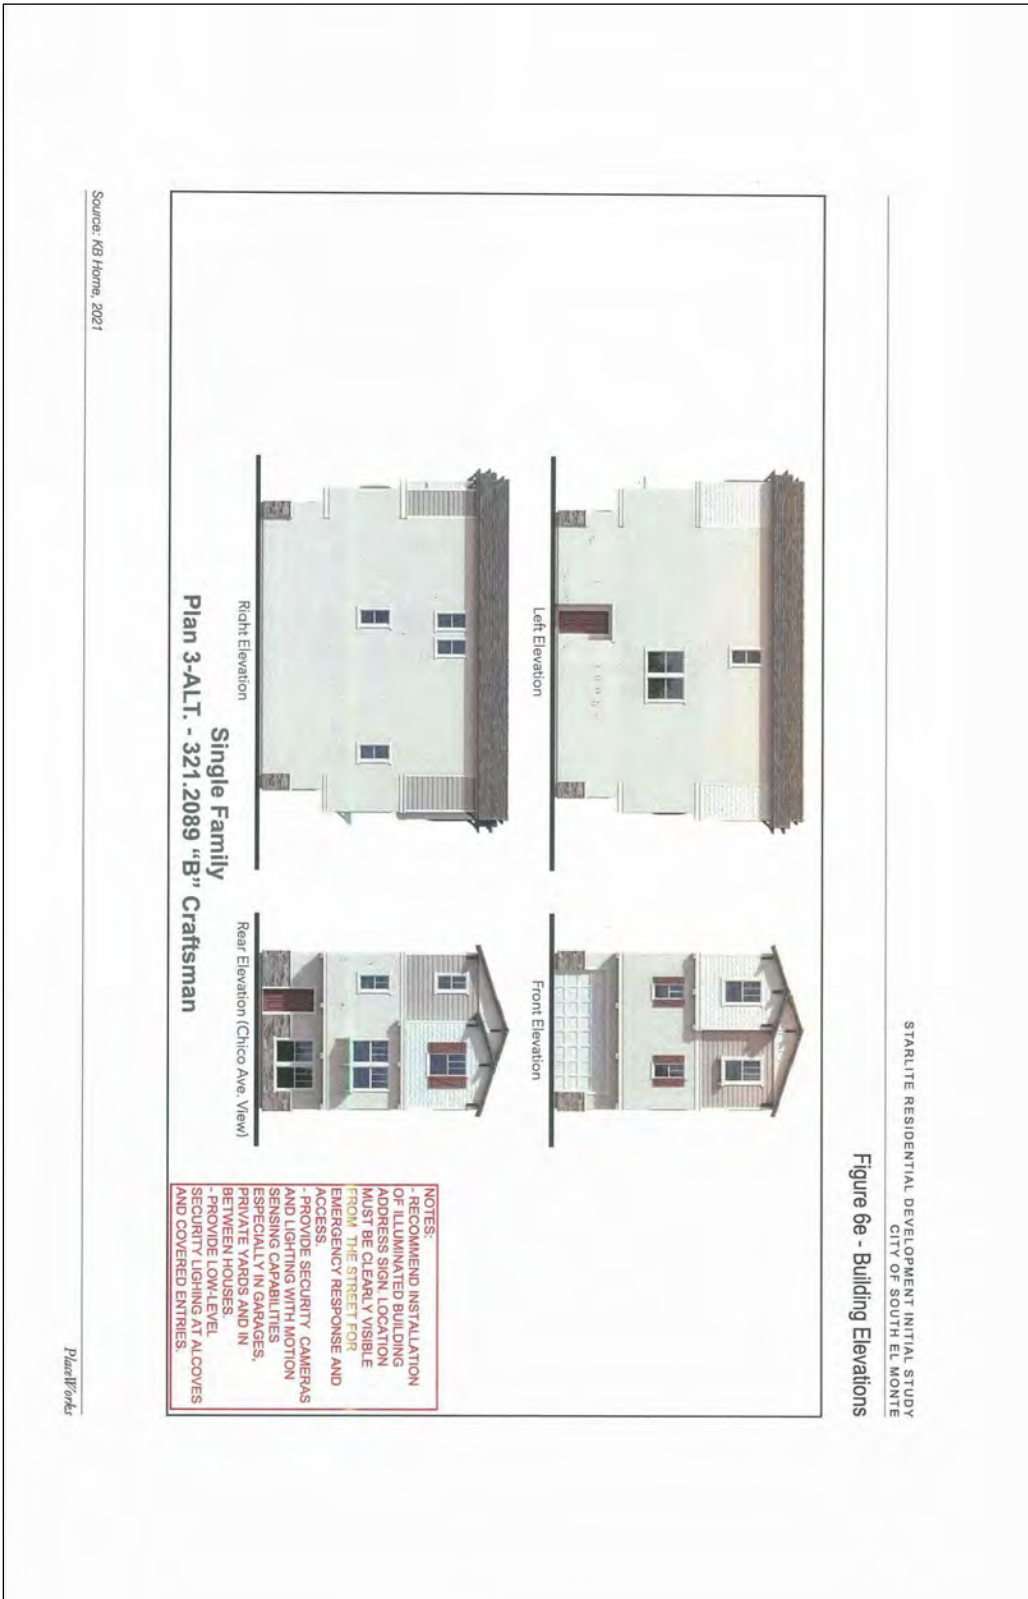 STARLITE RESIDENTIAL DEVELOPMENT INITIAL STUDY
CITY OF SOUTH EL MONTE
Figure 6e - Building Elevations
Left Elevation
Front Elevation
Right Elevation
Rear Elevation (Chico Ave. View)
Single Family
Plan 3-ALT. - 321.2089 “B” Craftsman
NOTES:
- RECOMMEND INSTALLATION
OF ILLUMINATED BUILDING
ADDRESS SIGN. LOCATION
MUST BE CLEARLY VISIBLE
FROM THE STREET FOR
EMERGENCY RESPONSE AND
ACCESS.
- PROVIDE SECURITY CAMERAS
AND LIGHTING WITH MOTION
SENSING CAPABILITIES
ESPECIALLY IN GARAGES,
PRIVATE YARDS AND IN
BETWEEN HOUSES.
- PROVIDE LOW-LEVEL
SECURITY LIGHING AT ALCOVES
AND COVERED ENTRIES.
Source: KB Home, 2021
PlaceWorks